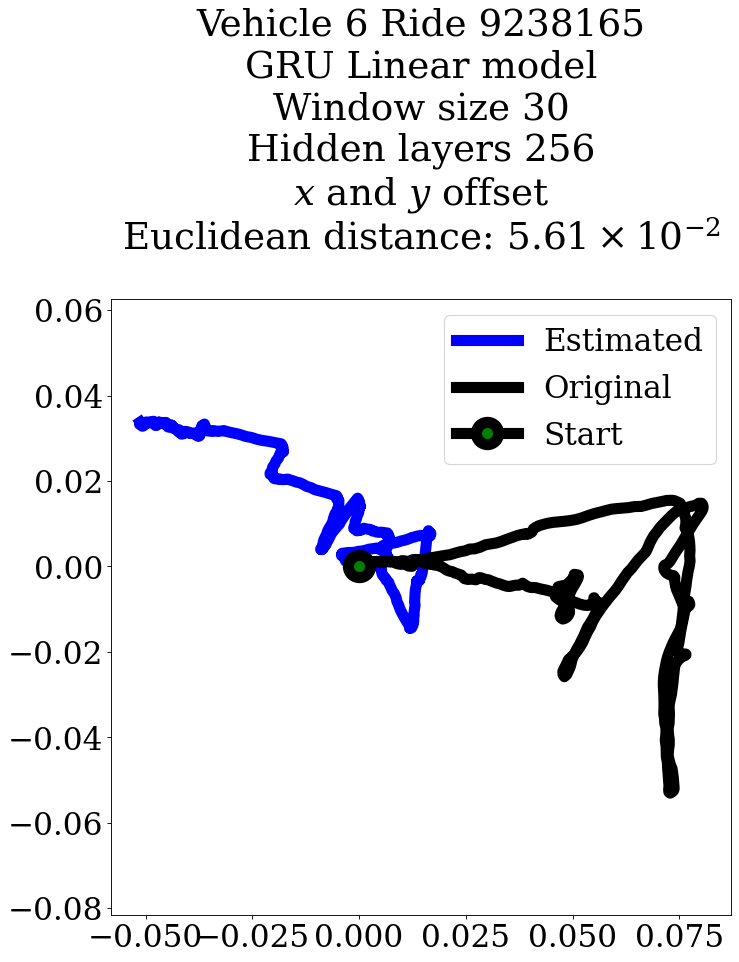 Vehicle 6 Ride 9238165
GRU Linear model
Window size 30
Hidden layers 256
x and y offset
Euclidean distance: 5.61 × 10⁻²
0.06
0.04
0.02
0.00
−0.02
−0.04
−0.06
−0.08
Estimated
Original
Start
−0.050 −0.025 0.000 0.025 0.050 0.075